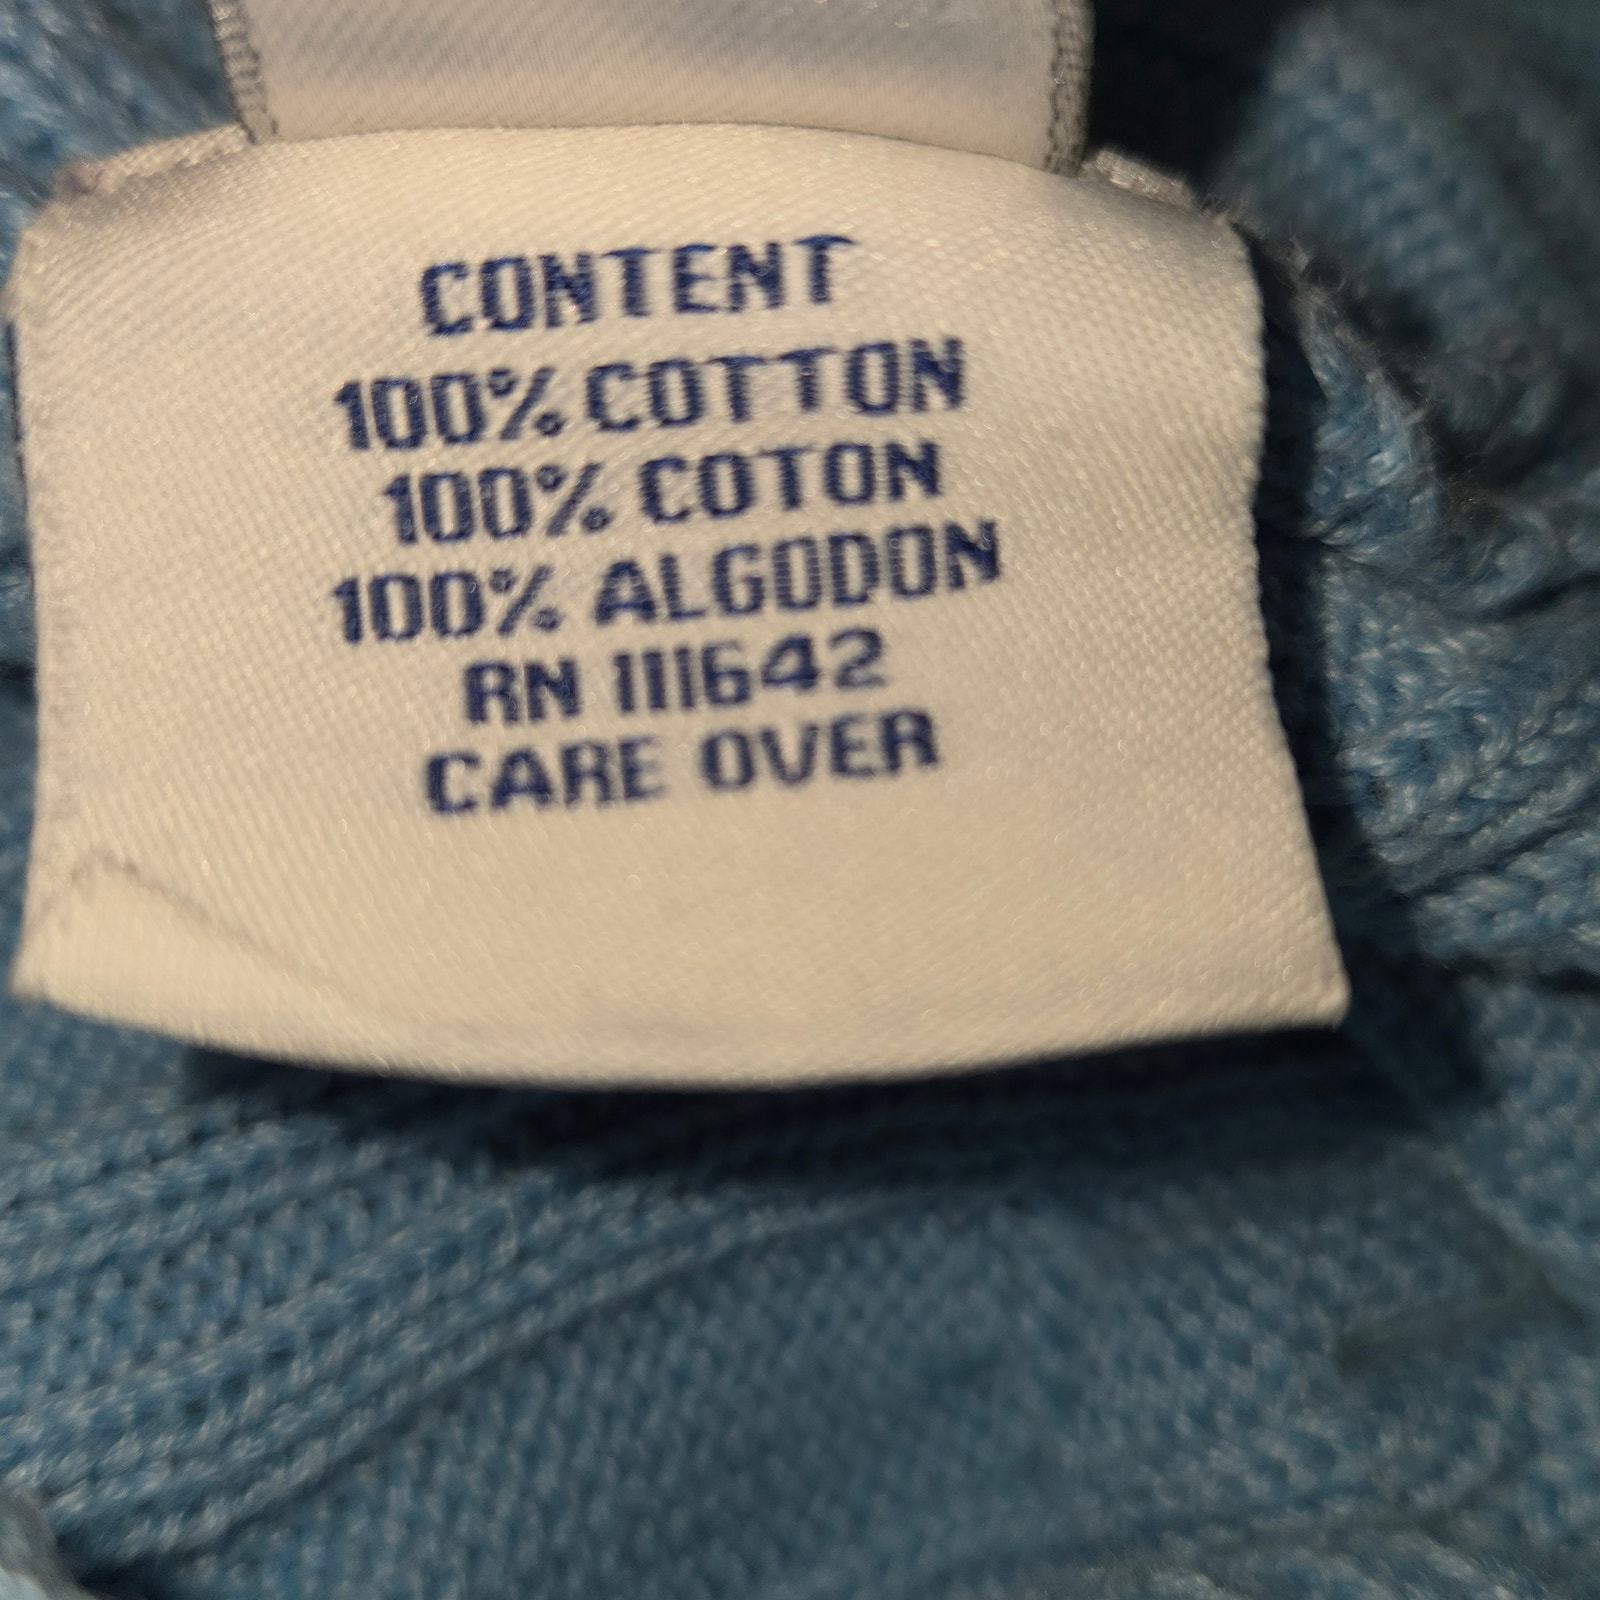 CONTENT
100% COTTON
100% COTON
100% ALGODON
RN 111642
CARE OVER